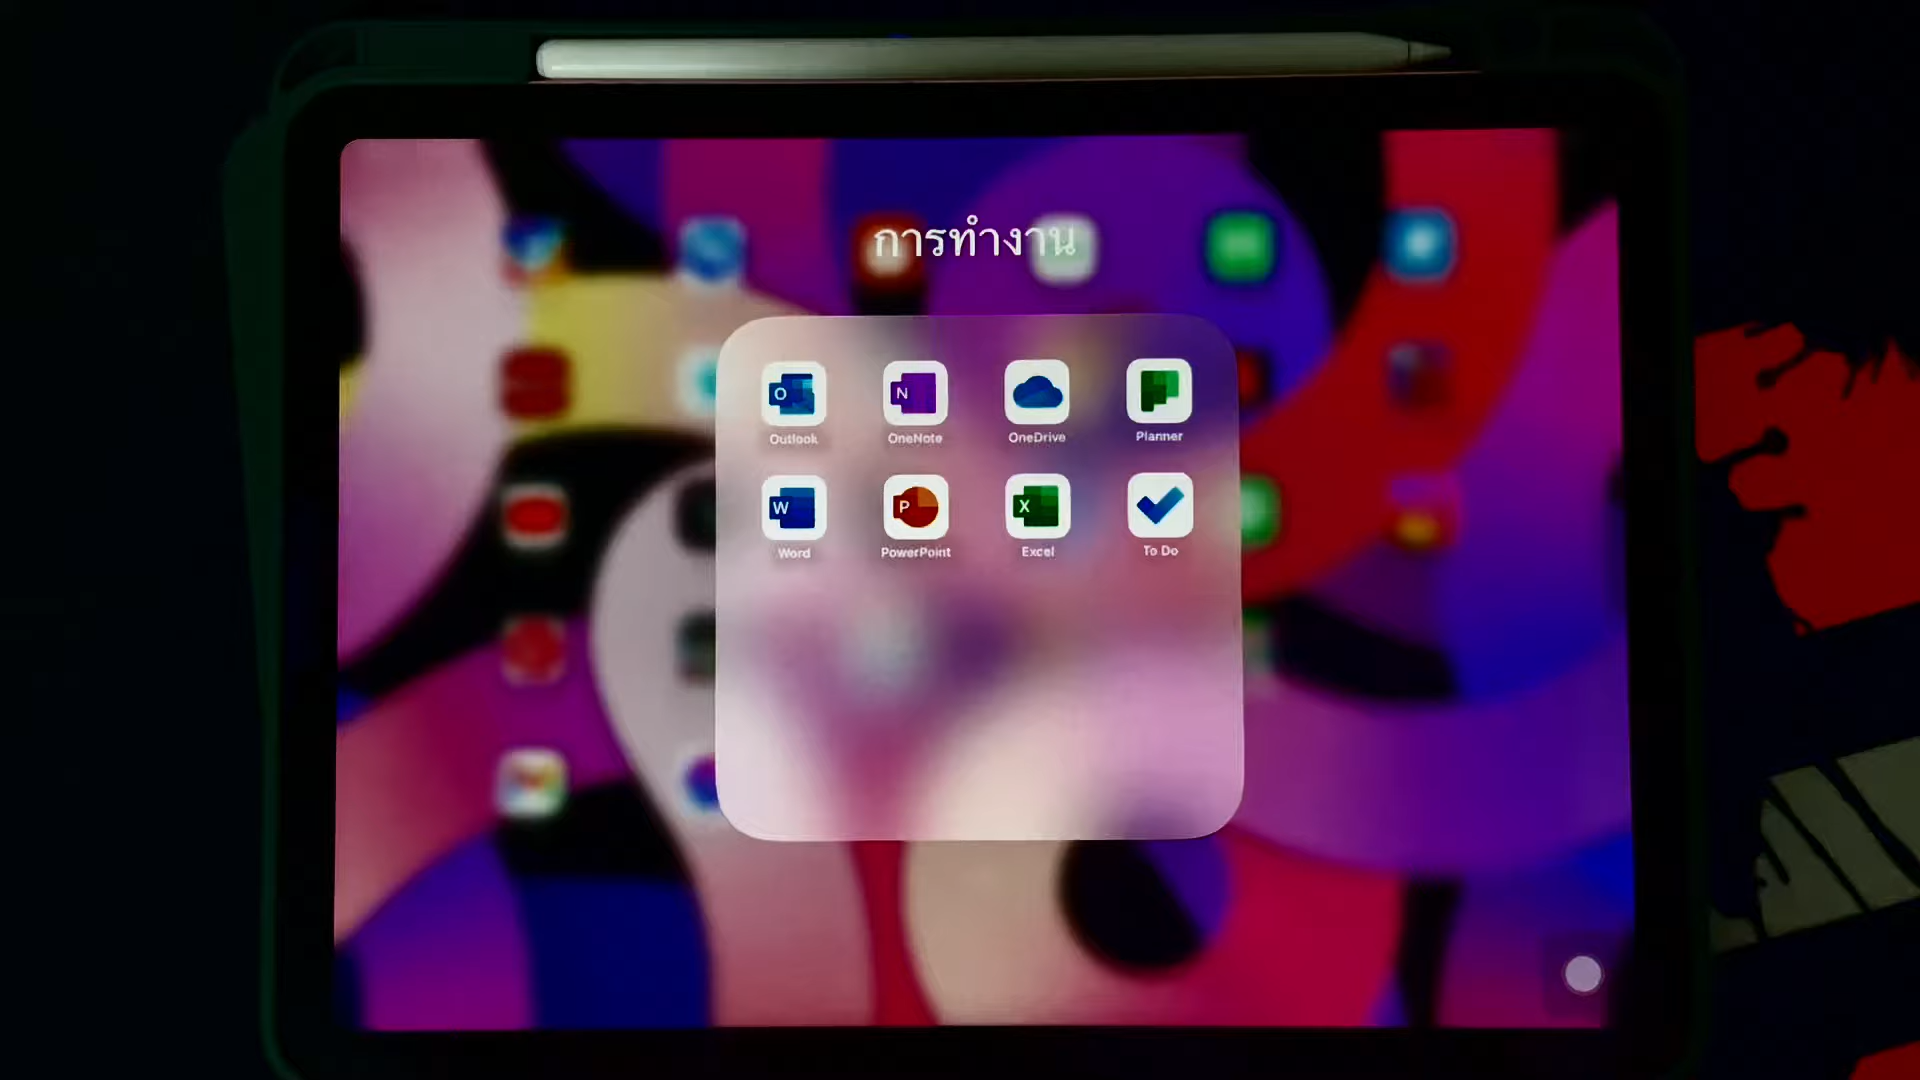 การทำงาน
Outlook OneNote OneDrive Planner
Word PowerPoint Excel To Do